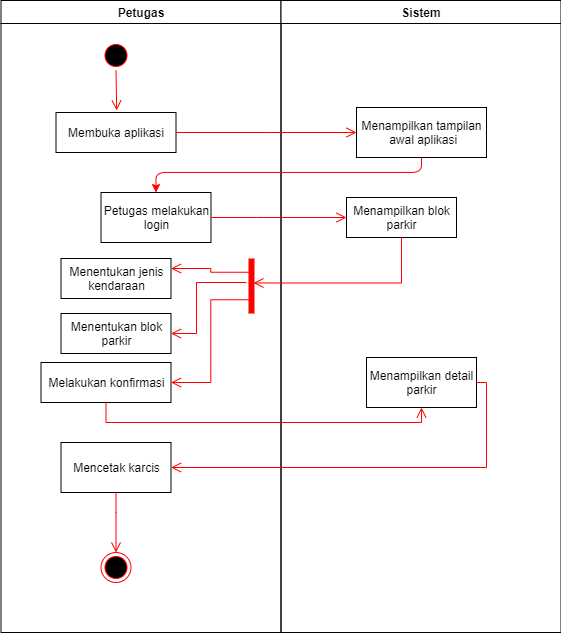 Petugas
Sistem
Membuka aplikasi
Menampilkan tampilan
awal aplikasi
Petugas melakukan
login
Menampilkan blok
parkir
Menentukan jenis
kendaraan
Menentukan blok
parkir
Melakukan konfirmasi
Menampilkan detail
parkir
Mencetak karcis